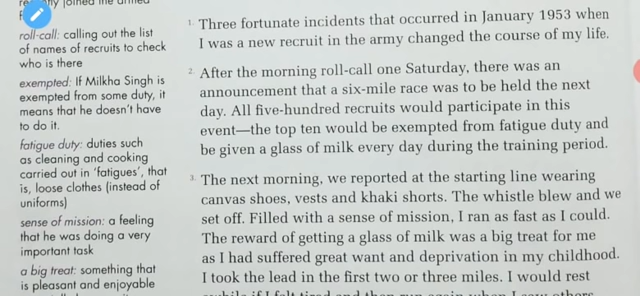 roll-call: calling out the list
of names of recruits to check
who is there
exempted: If Milkha Singh is
exempted from some duty, it
means that he doesn't have
to do it.
fatigue duty: duties such
as cleaning and cooking
carried out in 'fatigues', that
is, loose clothes (instead of
uniforms)
sense of mission: a feeling
that he was doing a very
important task
a big treat: something that
is pleasant and enjoyable
1. Three fortunate incidents that occurred in January 1953 when
I was a new recruit in the army changed the course of my life.
2. After the morning roll-call one Saturday, there was an
announcement that a six-mile race was to be held the next
day. All five-hundred recruits would participate in this
event—the top ten would be exempted from fatigue duty and
be given a glass of milk every day during the training period.
3. The next morning, we reported at the starting line wearing
canvas shoes, vests and khaki shorts. The whistle blew and we
set off. Filled with a sense of mission, I ran as fast as I could.
The reward of getting a glass of milk was a big treat for me
as I had suffered great want and deprivation in my childhood.
I took the lead in the first two or three miles. I would rest